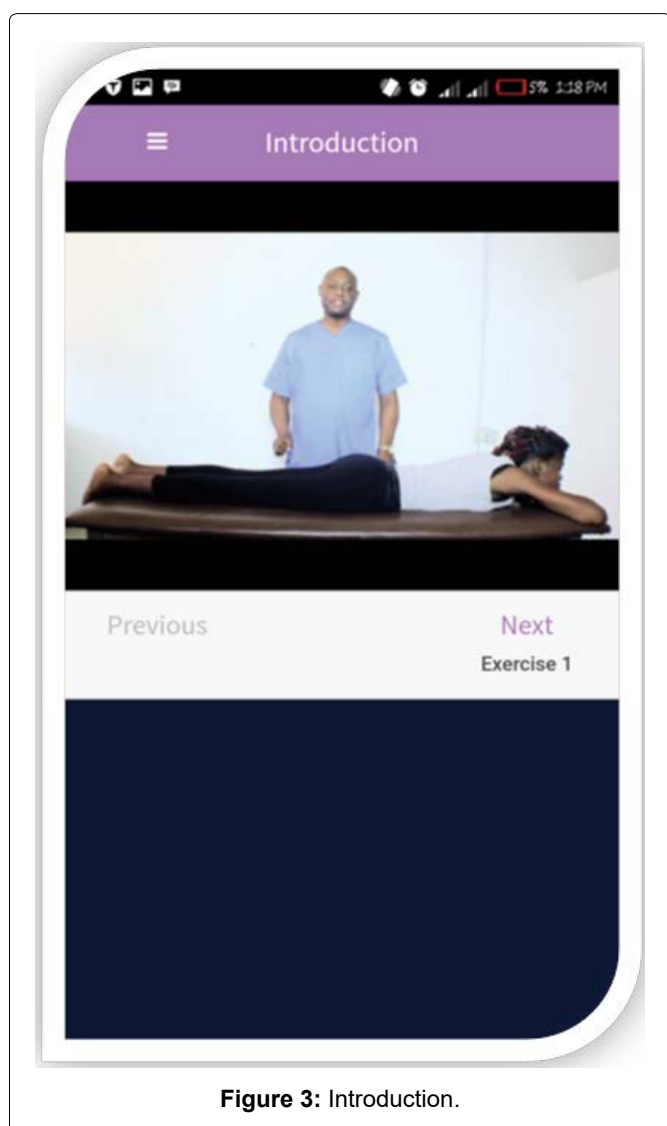 5% 1:18 PM
Introduction
Previous Next
Exercise 1
Figure 3: Introduction.